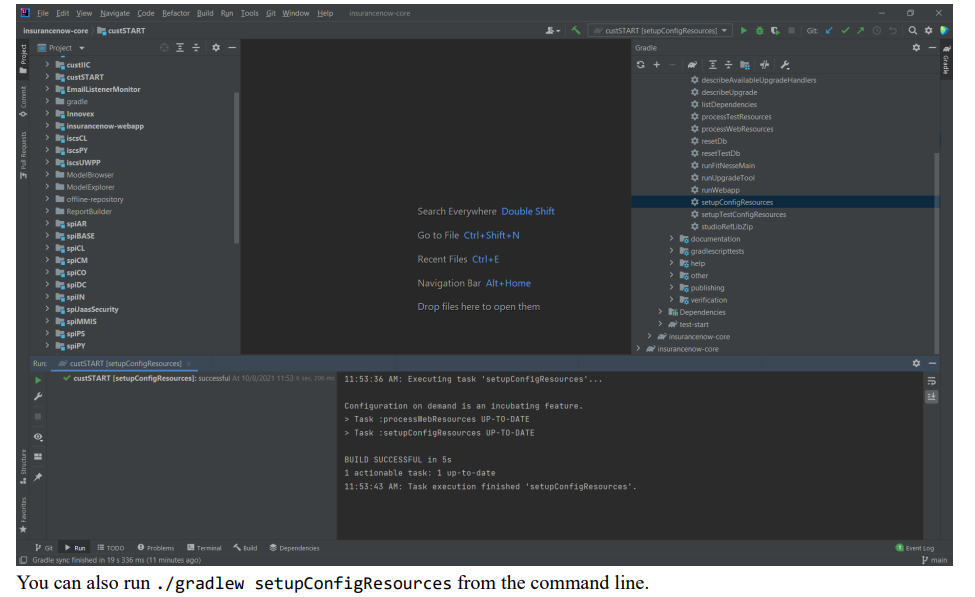 File Edit View Navigate Code Refactor Build Run Tools Git Window Help insurancenow-core
insurancenow-core custSTART
custSTART [setupConfigResources]
Git:
Project
Gradle
Project
Commit
Pull Requests
custIIC
custSTART
EmailListenerMonitor
gradle
Innovex
insurancenow-webapp
iscsCL
iscsPY
iscsUWPP
ModelBrowser
ModelExplorer
offline-repository
ReportBuilder
spiAR
spiBASE
spiCL
spiCM
spiCO
spiDC
spiIN
spiJaasSecurity
spiMMIS
spiPS
spiPY
Search Everywhere Double Shift
Go to File Ctrl+Shift+N
Recent Files Ctrl+E
Navigation Bar Alt+Home
Drop files here to open them
describeAvailableUpgradeHandlers
describeUpgrade
listDependencies
processTestResources
processWebResources
resetDb
resetTestDb
runFitNesseMain
runUpgradeTool
runWebapp
setupConfigResources
setupTestConfigResources
studioRefLibZip
documentation
gradlescripttests
help
other
publishing
verification
Dependencies
test-start
insurancenow-core
insurancenow-core
Gradle
Run: custSTART [setupConfigResources]
custSTART [setupConfigResources]: successful At 10/8/2021 11:53 6 sec, 206 ms
11:53:36 AM: Executing task 'setupConfigResources'...
Configuration on demand is an incubating feature.
> Task :processWebResources UP-TO-DATE
> Task :setupConfigResources UP-TO-DATE
BUILD SUCCESSFUL in 5s
1 actionable task: 1 up-to-date
11:53:43 AM: Task execution finished 'setupConfigResources'.
Structure
Favorites
Git Run TODO Problems Terminal Build Dependencies
1 Event Log
Gradle sync finished in 19 s 336 ms (11 minutes ago)
main
You can also run ./gradlew setupConfigResources from the command line.